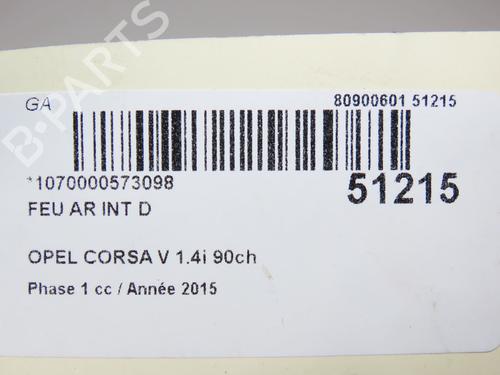 GA
80900601 51215
*1070000573098
51215
FEU AR INT D
OPEL CORSA V 1.4i 90ch
Phase 1 cc / Année 2015
B-PARTS